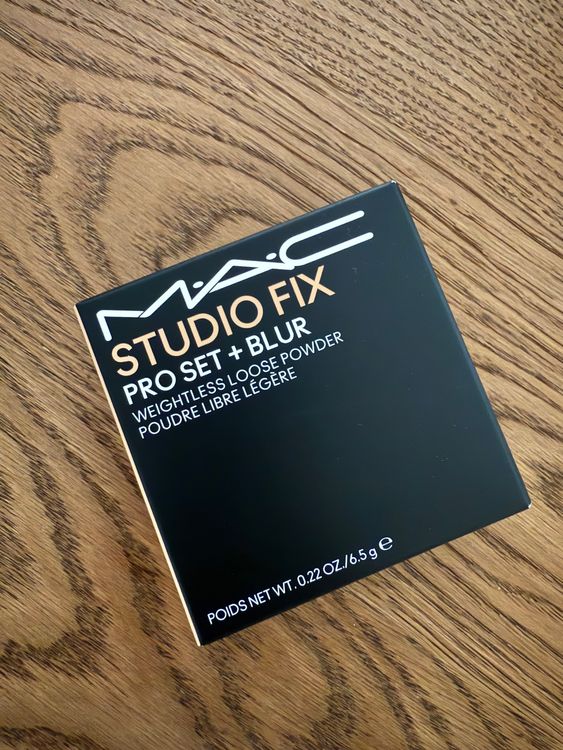 M·A·C
STUDIO FIX
PRO SET + BLUR
WEIGHTLESS LOOSE POWDER
POUDRE LIBRE LÉGÈRE
POIDS NET WT. 0.22 OZ./6.5 g ℮